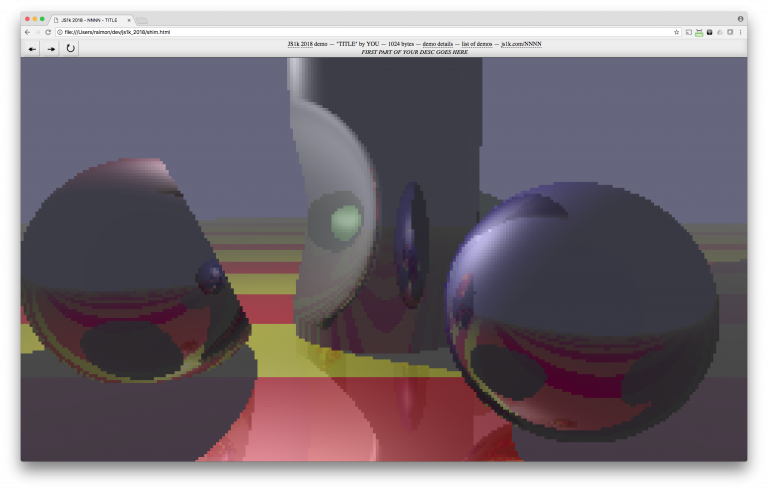 JS1k 2018 - NNNN - TITLE
file:///Users/raimon/dev/js1k_2018/shim.html
JS1k 2018 demo — "TITLE" by YOU — 1024 bytes — demo details — list of demos — js1k.com/NNNN
FIRST PART OF YOUR DESC GOES HERE